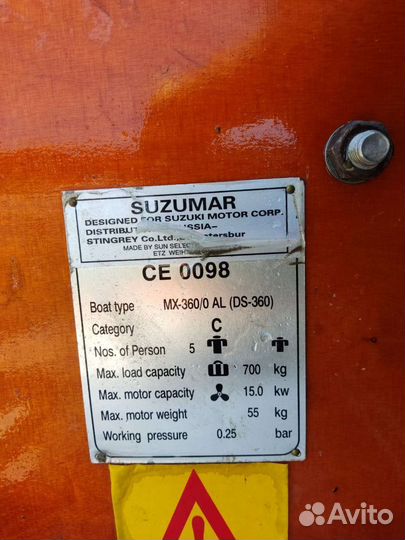 SUZUMAR
DESIGNED FOR SUZUKI MOTOR CORP.
STINGREY Co.Ltd.,
MADE BY SUN SELEC
ETZ
CE 0098
Boat type MX-360/0 AL (DS-360)
Category C
Nos. of Person 5
Max. load capacity 700 kg
Max. motor capacity 15.0 kw
Max. motor weight 55 kg
Working pressure 0.25 bar
Avito